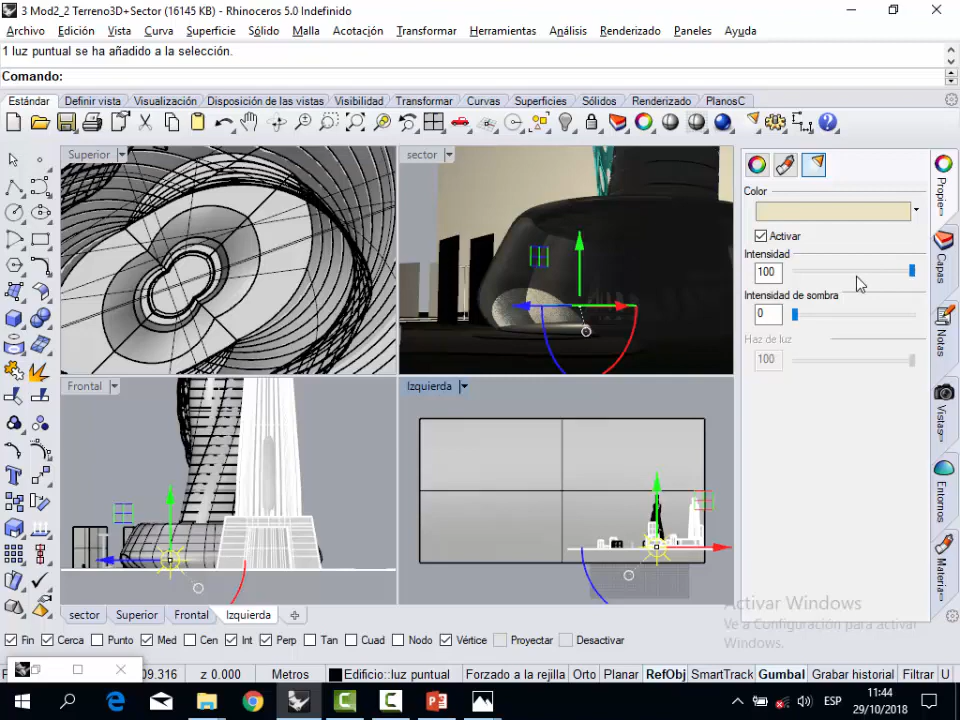 3 Mod2_2 Terreno3D+Sector (16145 KB) - Rhinoceros 5.0 Indefinido
Archivo Edición Vista Curva Superficie Sólido Malla Acotación Transformar Herramientas Análisis Renderizado Paneles Ayuda
1 luz puntual se ha añadido a la selección.
Comando:
Estándar Definir vista Visualización Disposición de las vistas Visibilidad Transformar Curvas Superficies Sólidos Renderizado PlanosC
Superior
sector
Color
Activar
Intensidad
100
Intensidad de sombra
0
Haz de luz
100
Capas
Notas
Entornos
Frontal
Izquierda
sector Superior Frontal Izquierda
Activar Windows
Ve a Configuración para activar
Windows.
Fin Cerca Punto Med Cen Int Perp Tan Cuad Nodo Vértice Proyectar Desactivar
09.316 z 0.000 Metros Edificio::luz puntual Forzado a la rejilla Orto Planar RefObj SmartTrack Gumbal Grabar historial Filtrar U
ESP
11:44
29/10/2018